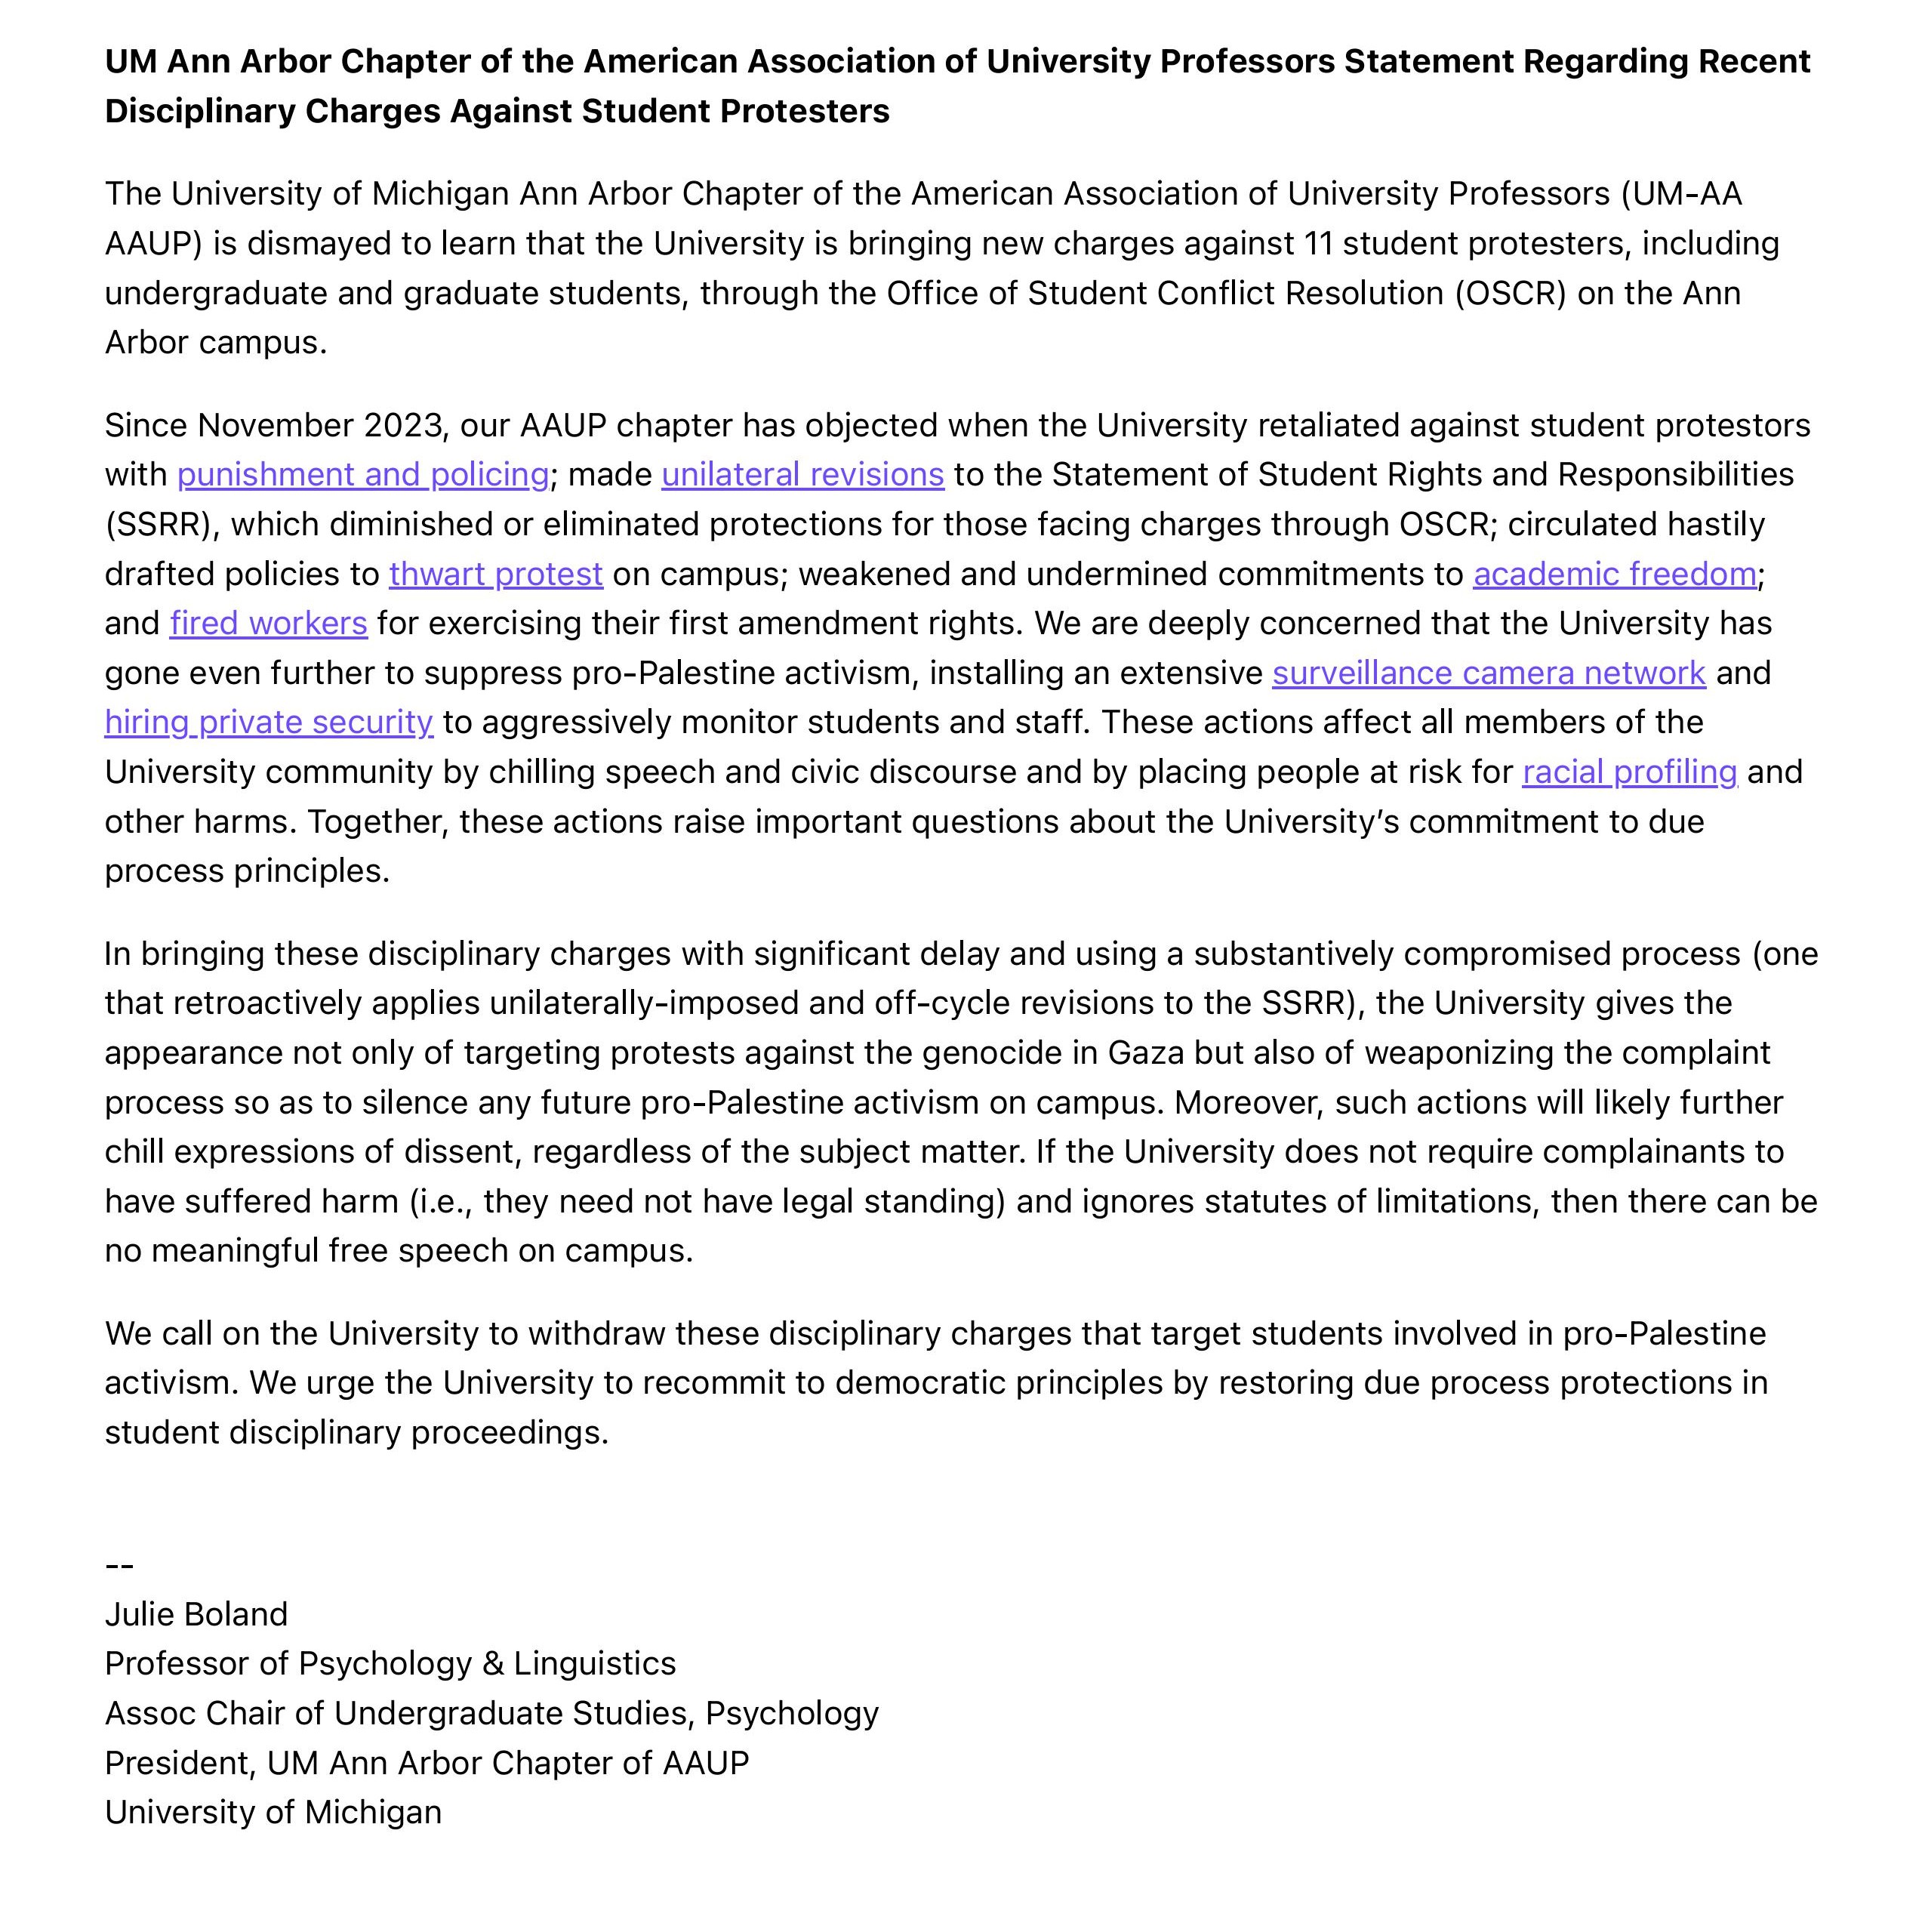 UM Ann Arbor Chapter of the American Association of University Professors Statement Regarding Recent
Disciplinary Charges Against Student Protesters
The University of Michigan Ann Arbor Chapter of the American Association of University Professors (UM-AA
AAUP) is dismayed to learn that the University is bringing new charges against 11 student protesters, including
undergraduate and graduate students, through the Office of Student Conflict Resolution (OSCR) on the Ann
Arbor campus.
Since November 2023, our AAUP chapter has objected when the University retaliated against student protestors
with punishment and policing; made unilateral revisions to the Statement of Student Rights and Responsibilities
(SSRR), which diminished or eliminated protections for those facing charges through OSCR; circulated hastily
drafted policies to thwart protest on campus; weakened and undermined commitments to academic freedom;
and fired workers for exercising their first amendment rights. We are deeply concerned that the University has
gone even further to suppress pro-Palestine activism, installing an extensive surveillance camera network and
hiring private security to aggressively monitor students and staff. These actions affect all members of the
University community by chilling speech and civic discourse and by placing people at risk for racial profiling and
other harms. Together, these actions raise important questions about the University’s commitment to due
process principles.
In bringing these disciplinary charges with significant delay and using a substantively compromised process (one
that retroactively applies unilaterally-imposed and off-cycle revisions to the SSRR), the University gives the
appearance not only of targeting protests against the genocide in Gaza but also of weaponizing the complaint
process so as to silence any future pro-Palestine activism on campus. Moreover, such actions will likely further
chill expressions of dissent, regardless of the subject matter. If the University does not require complainants to
have suffered harm (i.e., they need not have legal standing) and ignores statutes of limitations, then there can be
no meaningful free speech on campus.
We call on the University to withdraw these disciplinary charges that target students involved in pro-Palestine
activism. We urge the University to recommit to democratic principles by restoring due process protections in
student disciplinary proceedings.
--
Julie Boland
Professor of Psychology & Linguistics
Assoc Chair of Undergraduate Studies, Psychology
President, UM Ann Arbor Chapter of AAUP
University of Michigan